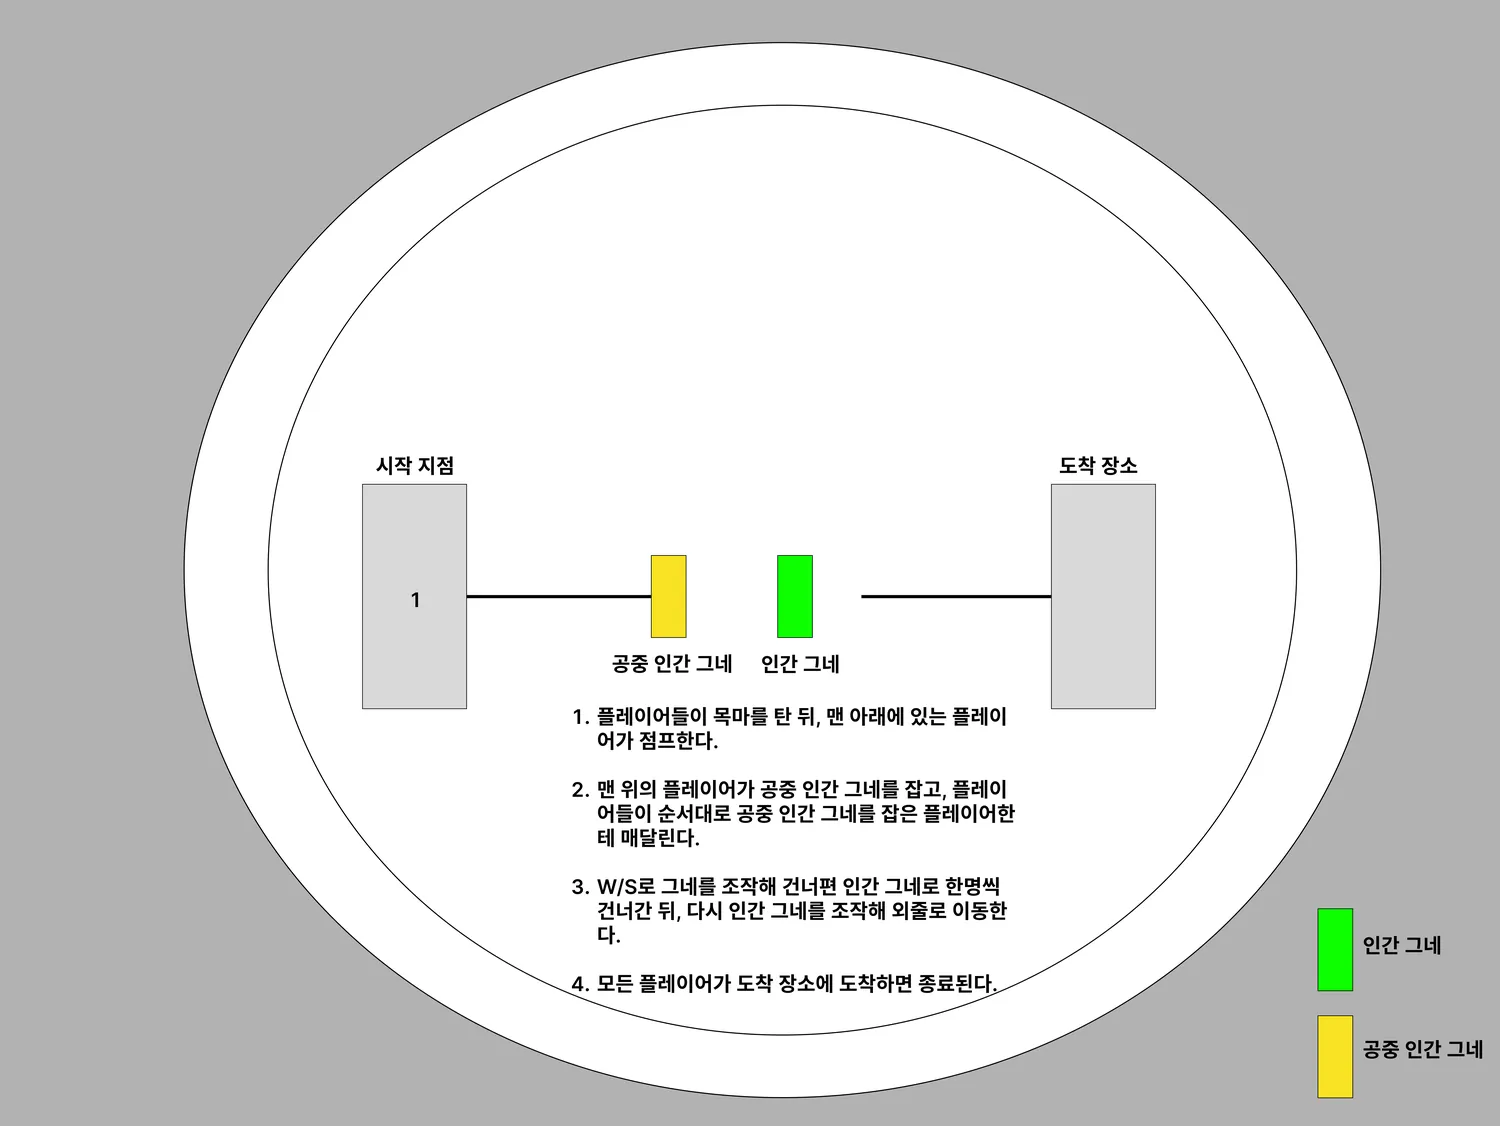 시작 지점
도착 장소
1
공중 인간 그네
인간 그네
1. 플레이어들이 목마를 탄 뒤, 맨 아래에 있는 플레이
어가 점프한다.
2. 맨 위의 플레이어가 공중 인간 그네를 잡고, 플레이
어들이 순서대로 공중 인간 그네를 잡은 플레이어한
테 매달린다.
3. W/S로 그네를 조작해 건너편 인간 그네로 한명씩
건너간 뒤, 다시 인간 그네를 조작해 외줄로 이동한
다.
4. 모든 플레이어가 도착 장소에 도착하면 종료된다.
인간 그네
공중 인간 그네